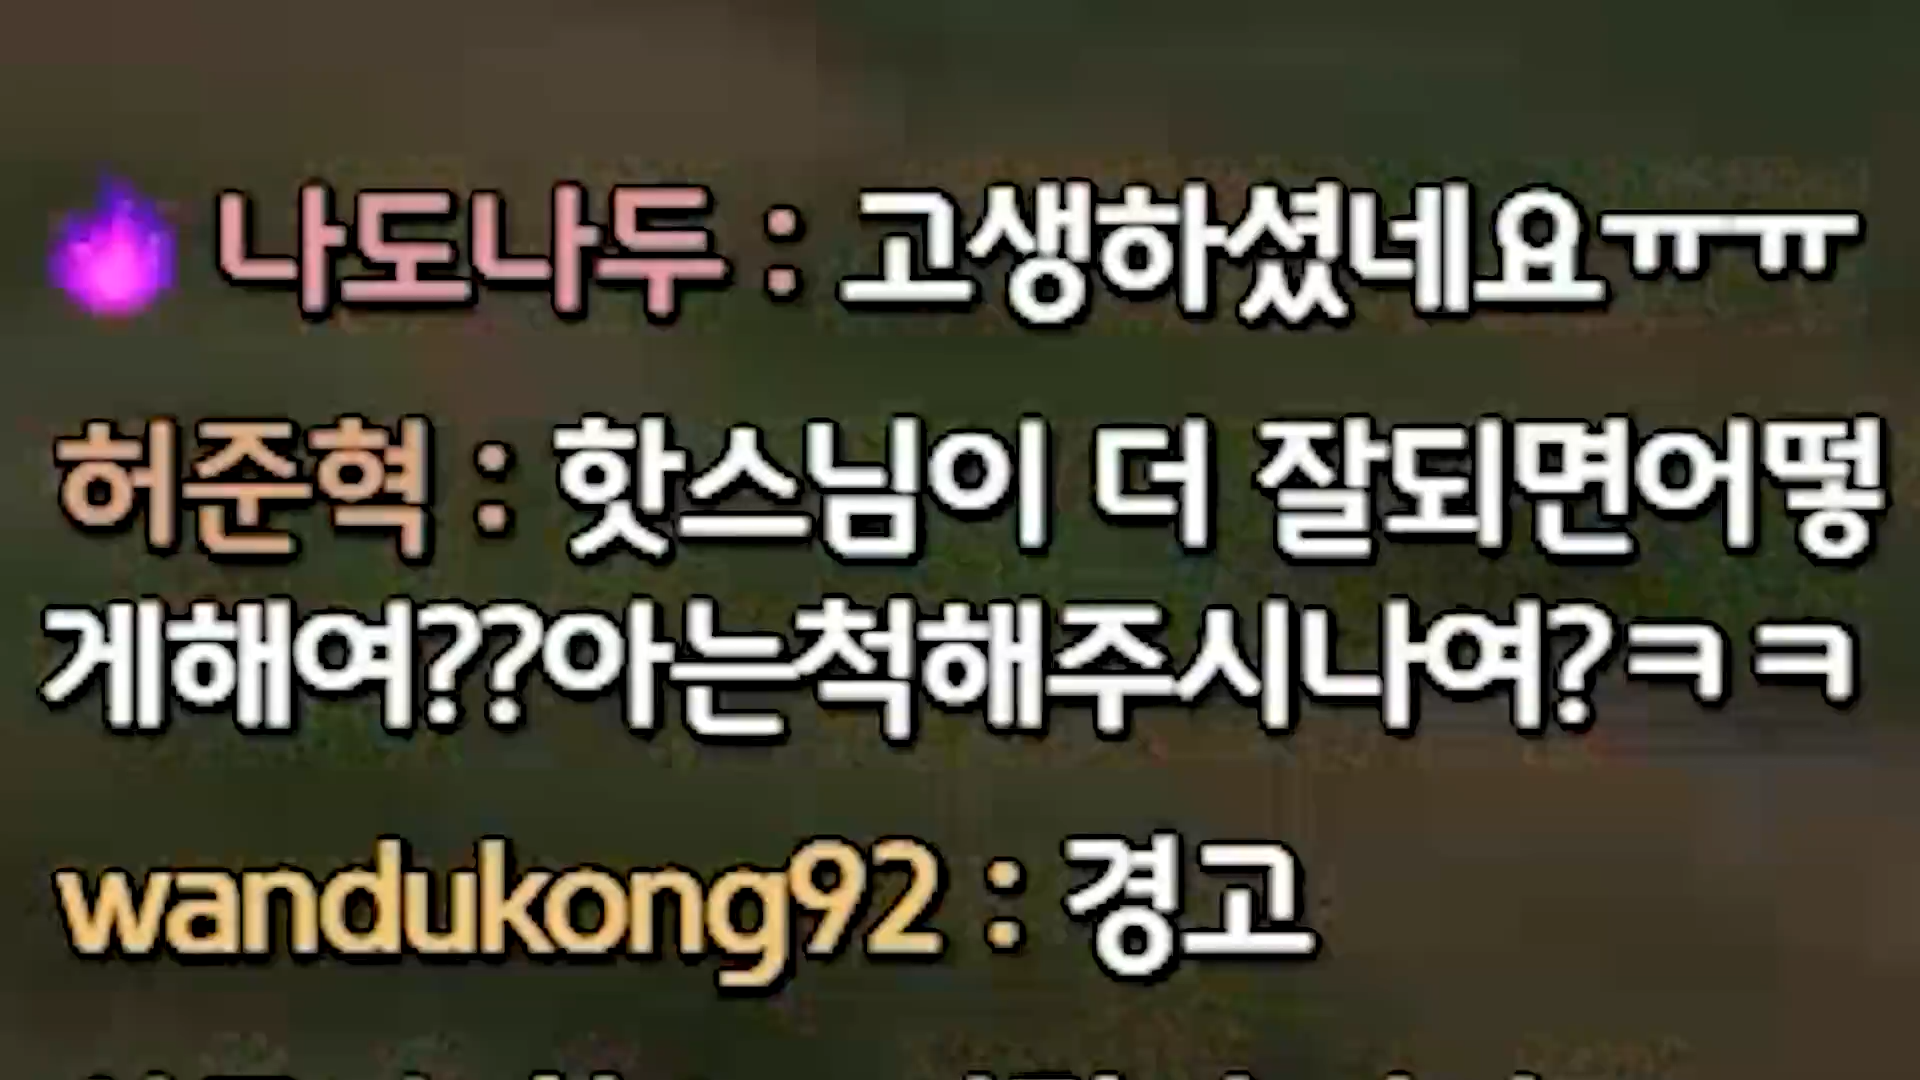 나도나두 : 고생하셨네요ㅠㅠ
허준혁 : 핫스님이 더 잘되면어떻
게해여??아는척해주시나여?ㅋㅋ
wandukong92 : 경고